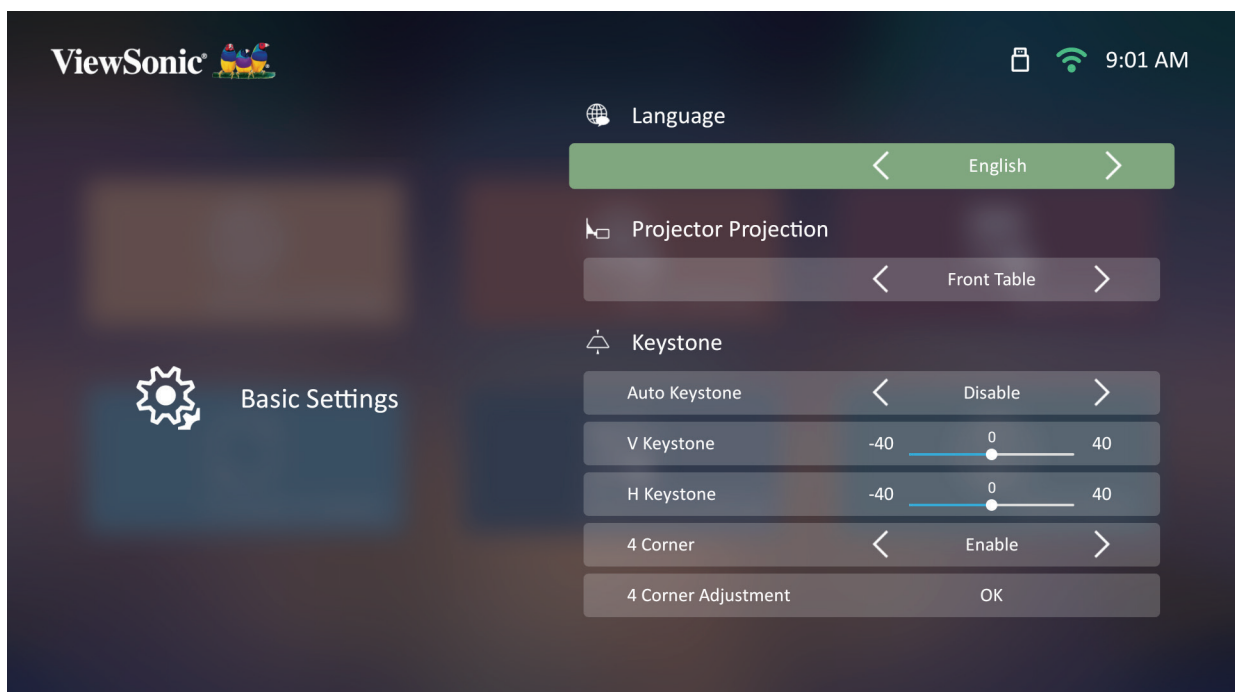 ViewSonic®
9:01 AM
Language
English
Projector Projection
Front Table
Keystone
Basic Settings
Auto Keystone Disable
V Keystone -40 0 40
H Keystone -40 0 40
4 Corner Enable
4 Corner Adjustment OK